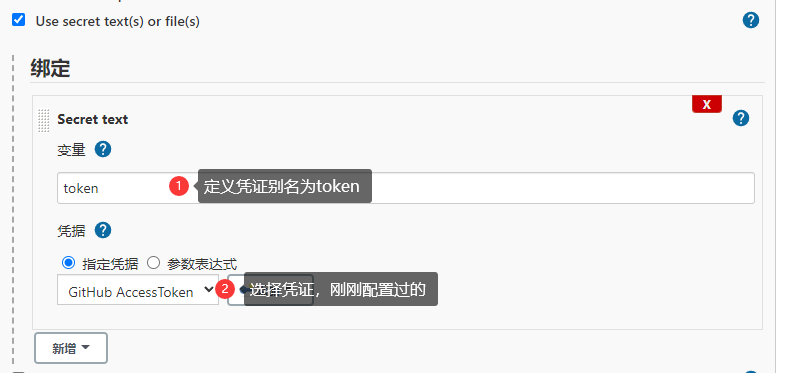 Use secret text(s) or file(s)
?
绑定
X
Secret text
?
变量 ?
token
1 定义凭证别名为token
凭据 ?
指定凭据 参数表达式
GitHub AccessToken
2 选择凭证，刚刚配置过的
新增